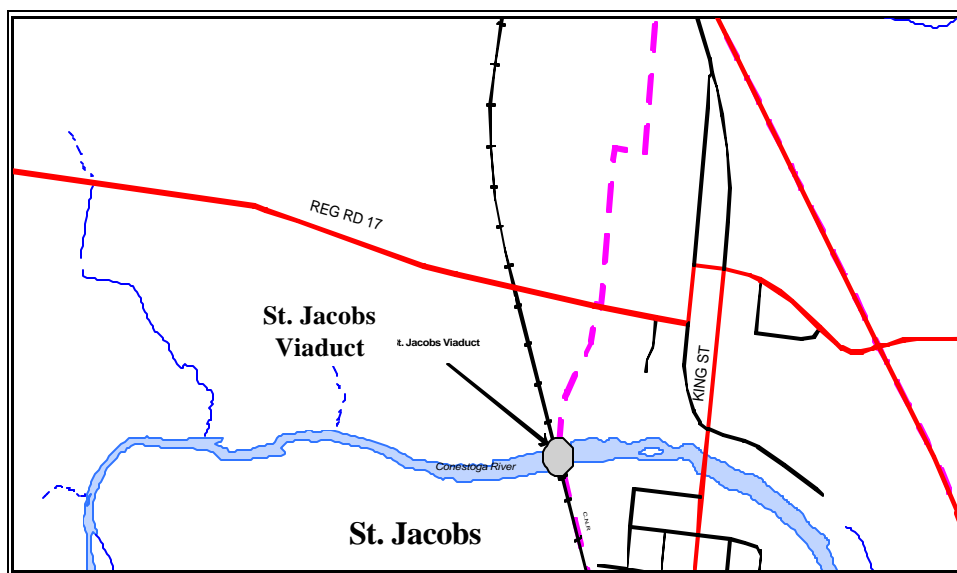 REG RD 17
St. Jacobs
Viaduct
t. Jacobs Viaduct
KING ST
Conestoga River
C.N.R.
St. Jacobs